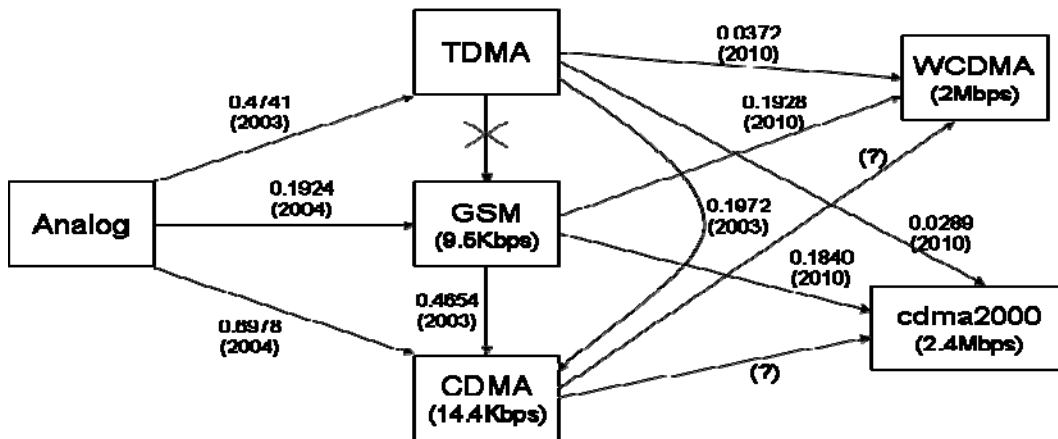 TDMA
0.0372
(2010)
WCDMA
(2Mbps)
0.4741
(2003)
0.1928
(2010)
(?)
Analog
0.1924
(2004)
GSM
(9.5Kbps)
0.1972
(2003)
0.0289
(2010)
0.1840
(2010)
0.6978
(2004)
0.4654
(2003)
cdma2000
(2.4Mbps)
CDMA
(14.4Kbps)
(?)